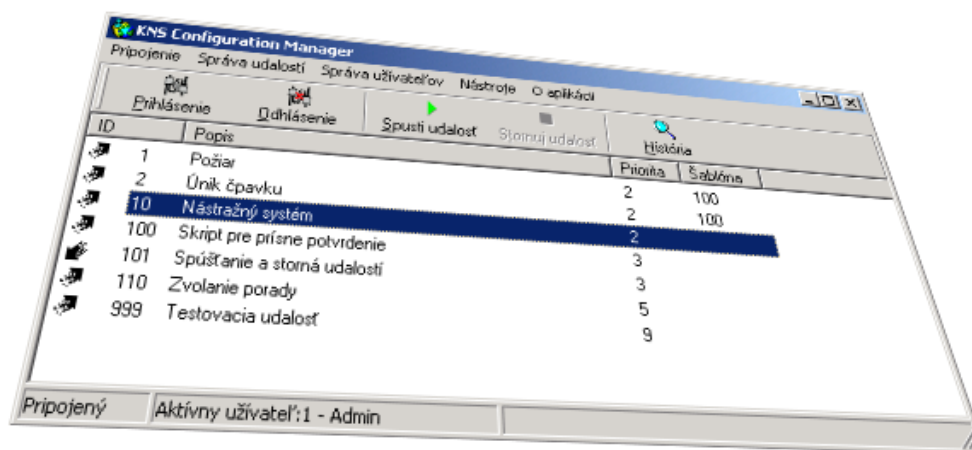 KNS Configuration Manager
Pripojenie Správa udalostí Správa užívateľov Nástroje O aplikácii
Prihlásenie Odhlásenie Spusti udalosť Stornuj udalosť História
ID Popis Priorita Šablóna
1 Požiar 2 100
2 Únik čpavku 2 100
10 Nástražný systém 2
100 Skript pre prísne potvrdenie 3
101 Spúšťanie a storná udalostí 3
110 Zvolanie porady 5
999 Testovacia udalosť 9
Pripojený Aktívny užívateľ:1 - Admin